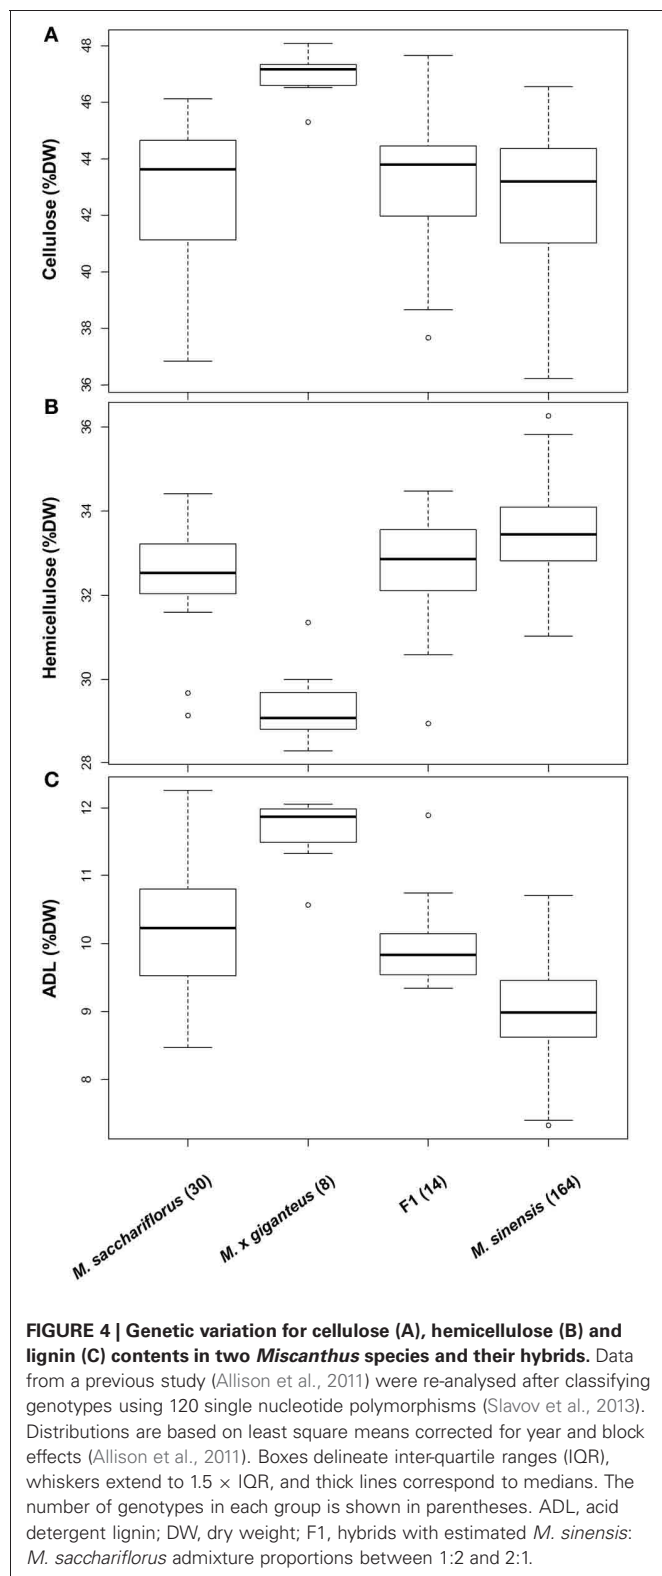 A
Cellulose (%DW)
48
46
44
42
40
38
36
B
Hemicellulose (%DW)
36
34
32
30
28
C
ADL (%DW)
12
11
10
9
8
M. sacchariflorus (30)
M. x giganteus (8)
F1 (14)
M. sinensis (164)
FIGURE 4 | Genetic variation for cellulose (A), hemicellulose (B) and
lignin (C) contents in two Miscanthus species and their hybrids. Data
from a previous study (Allison et al., 2011) were re-analysed after classifying
genotypes using 120 single nucleotide polymorphisms (Slavov et al., 2013).
Distributions are based on least square means corrected for year and block
effects (Allison et al., 2011). Boxes delineate inter-quartile ranges (IQR),
whiskers extend to 1.5 × IQR, and thick lines correspond to medians. The
number of genotypes in each group is shown in parentheses. ADL, acid
detergent lignin; DW, dry weight; F1, hybrids with estimated M. sinensis:
M. sacchariflorus admixture proportions between 1:2 and 2:1.